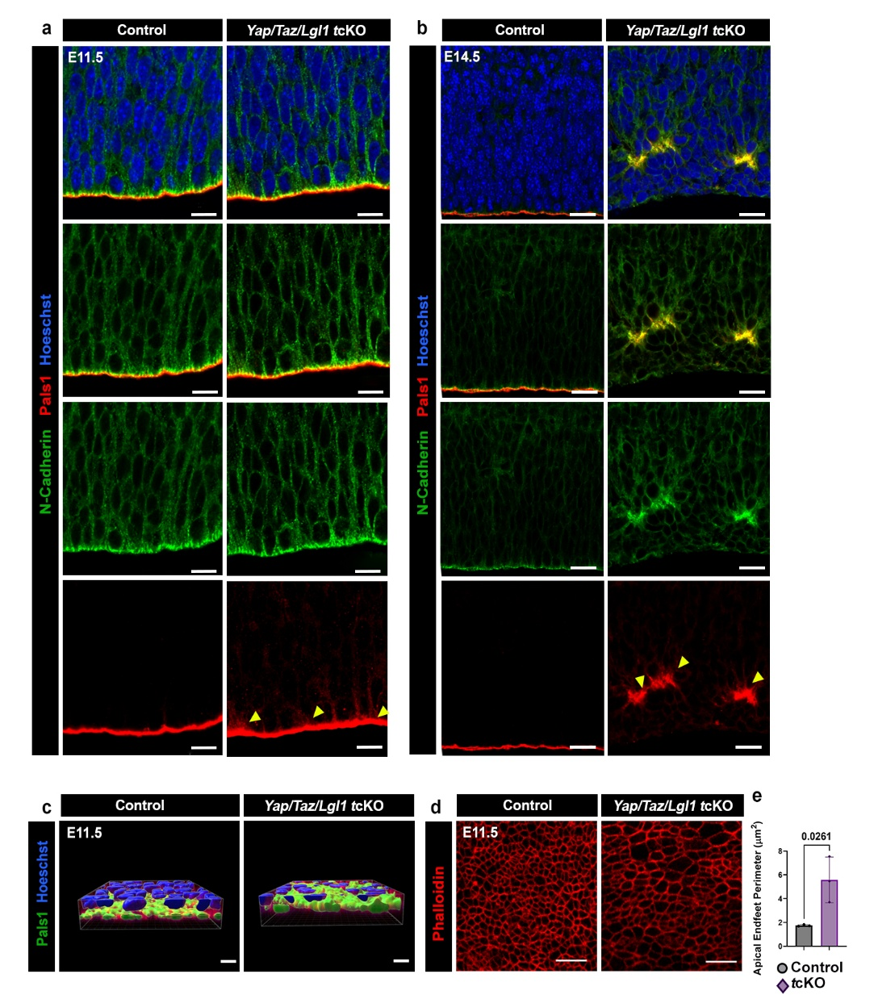 a
Control
Yap/Taz/Lgl1 tcKO
E11.5
N-Cadherin Pals1 Hoeschst
b
Control
Yap/Taz/Lgl1 tcKO
E14.5
N-Cadherin Pals1 Hoeschst
c
Control
Yap/Taz/Lgl1 tcKO
E11.5
Pals1 Hoeschst
d
Control
Yap/Taz/Lgl1 tcKO
E11.5
Phalloidin
e
Apical Endfeet Perimeter (μm²)
0.0261
8
6
4
2
0
Control
tcKO